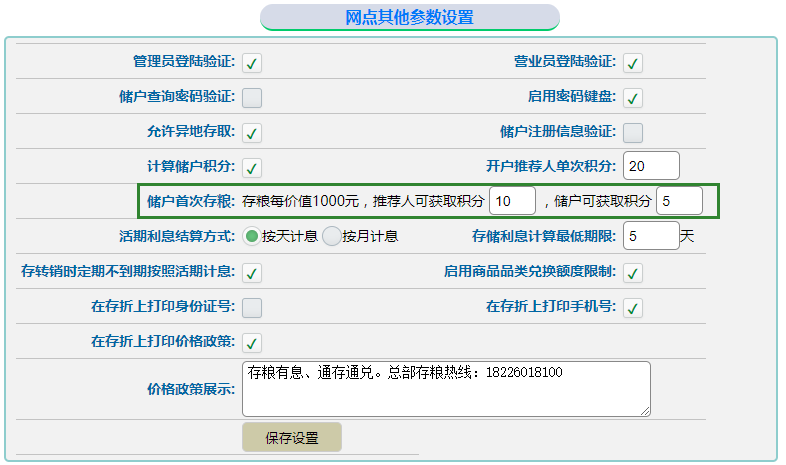 网点其他参数设置
管理员登陆验证: 营业员登陆验证:
储户查询密码验证: 启用密码键盘:
允许异地存取: 储户注册信息验证:
计算储户积分: 开户推荐人单次积分: 20
储户首次存粮: 存粮每价值1000元，推荐人可获取积分 10 ，储户可获取积分 5
活期利息结算方式: 按天计息 按月计息 存储利息计算最低期限: 5 天
存转销时定期不到期按照活期计息: 启用商品品类兑换额度限制:
在存折上打印身份证号: 在存折上打印手机号:
在存折上打印价格政策:
价格政策展示: 存粮有息、通存通兑。总部存粮热线：18226018100
保存设置